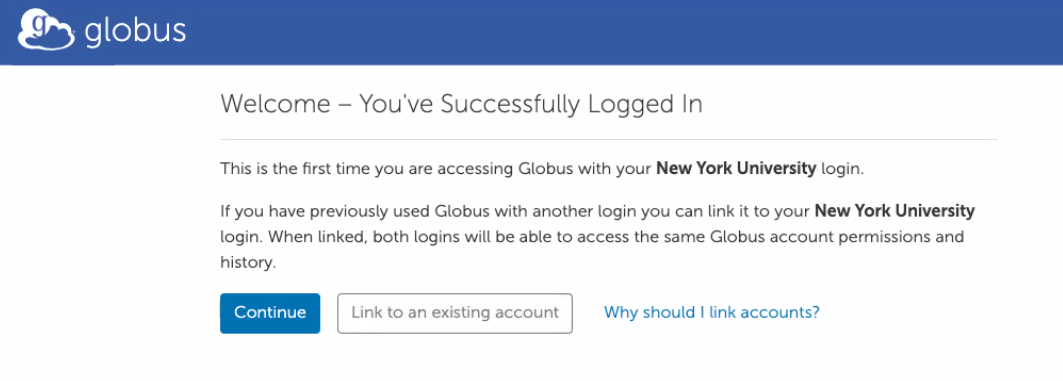 globus
Welcome – You've Successfully Logged In
This is the first time you are accessing Globus with your New York University login.
If you have previously used Globus with another login you can link it to your New York University
login. When linked, both logins will be able to access the same Globus account permissions and
history.
Continue Link to an existing account Why should I link accounts?